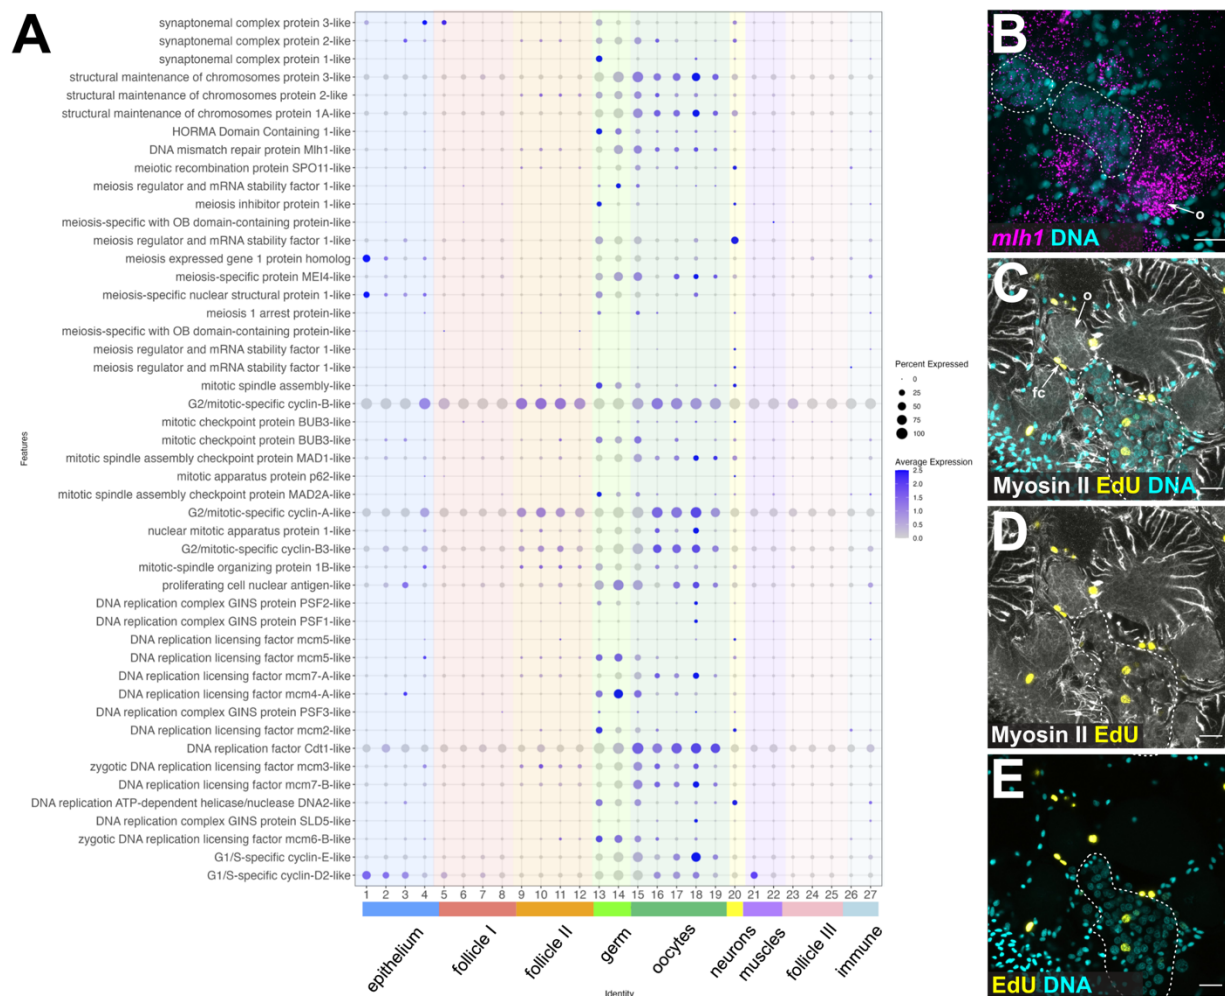 A
synaptonemal complex protein 3-like
synaptonemal complex protein 2-like
synaptonemal complex protein 1-like
structural maintenance of chromosomes protein 3-like
structural maintenance of chromosomes protein 2-like
structural maintenance of chromosomes protein 1A-like
HORMA Domain Containing 1-like
DNA mismatch repair protein Mlh1-like
meiotic recombination protein SPO11-like
meiosis regulator and mRNA stability factor 1-like
meiosis inhibitor protein 1-like
meiosis-specific with OB domain-containing protein-like
meiosis regulator and mRNA stability factor 1-like
meiosis expressed gene 1 protein homolog
meiosis-specific protein MEI4-like
meiosis-specific nuclear structural protein 1-like
meiosis 1 arrest protein-like
meiosis-specific with OB domain-containing protein-like
meiosis regulator and mRNA stability factor 1-like
meiosis regulator and mRNA stability factor 1-like
mitotic spindle assembly-like
G2/mitotic-specific cyclin-B-like
mitotic checkpoint protein BUB3-like
mitotic checkpoint protein BUB3-like
mitotic spindle assembly checkpoint protein MAD1-like
mitotic apparatus protein p62-like
mitotic spindle assembly checkpoint protein MAD2A-like
G2/mitotic-specific cyclin-A-like
nuclear mitotic apparatus protein 1-like
G2/mitotic-specific cyclin-B3-like
mitotic-spindle organizing protein 1B-like
proliferating cell nuclear antigen-like
DNA replication complex GINS protein PSF2-like
DNA replication complex GINS protein PSF1-like
DNA replication licensing factor mcm5-like
DNA replication licensing factor mcm5-like
DNA replication licensing factor mcm7-A-like
DNA replication licensing factor mcm4-A-like
DNA replication complex GINS protein PSF3-like
DNA replication licensing factor mcm2-like
DNA replication factor Cdt1-like
zygotic DNA replication licensing factor mcm3-like
DNA replication licensing factor mcm7-B-like
DNA replication ATP-dependent helicase/nuclease DNA2-like
DNA replication complex GINS protein SLD5-like
zygotic DNA replication licensing factor mcm6-B-like
G1/S-specific cyclin-E-like
G1/S-specific cyclin-D2-like
Features
1 2 3 4 5 6 7 8 9 10 11 12 13 14 15 16 17 18 19 20 21 22 23 24 25 26 27
epithelium follicle I follicle II germ oocytes neurons muscles follicle III immune
Identity
Percent Expressed
0
25
50
75
100
Average Expression
2.5
2.0
1.5
1.0
0.5
0.0
B
o
mlh1 DNA
C
o
fc
Myosin II EdU DNA
D
Myosin II EdU
E
EdU DNA